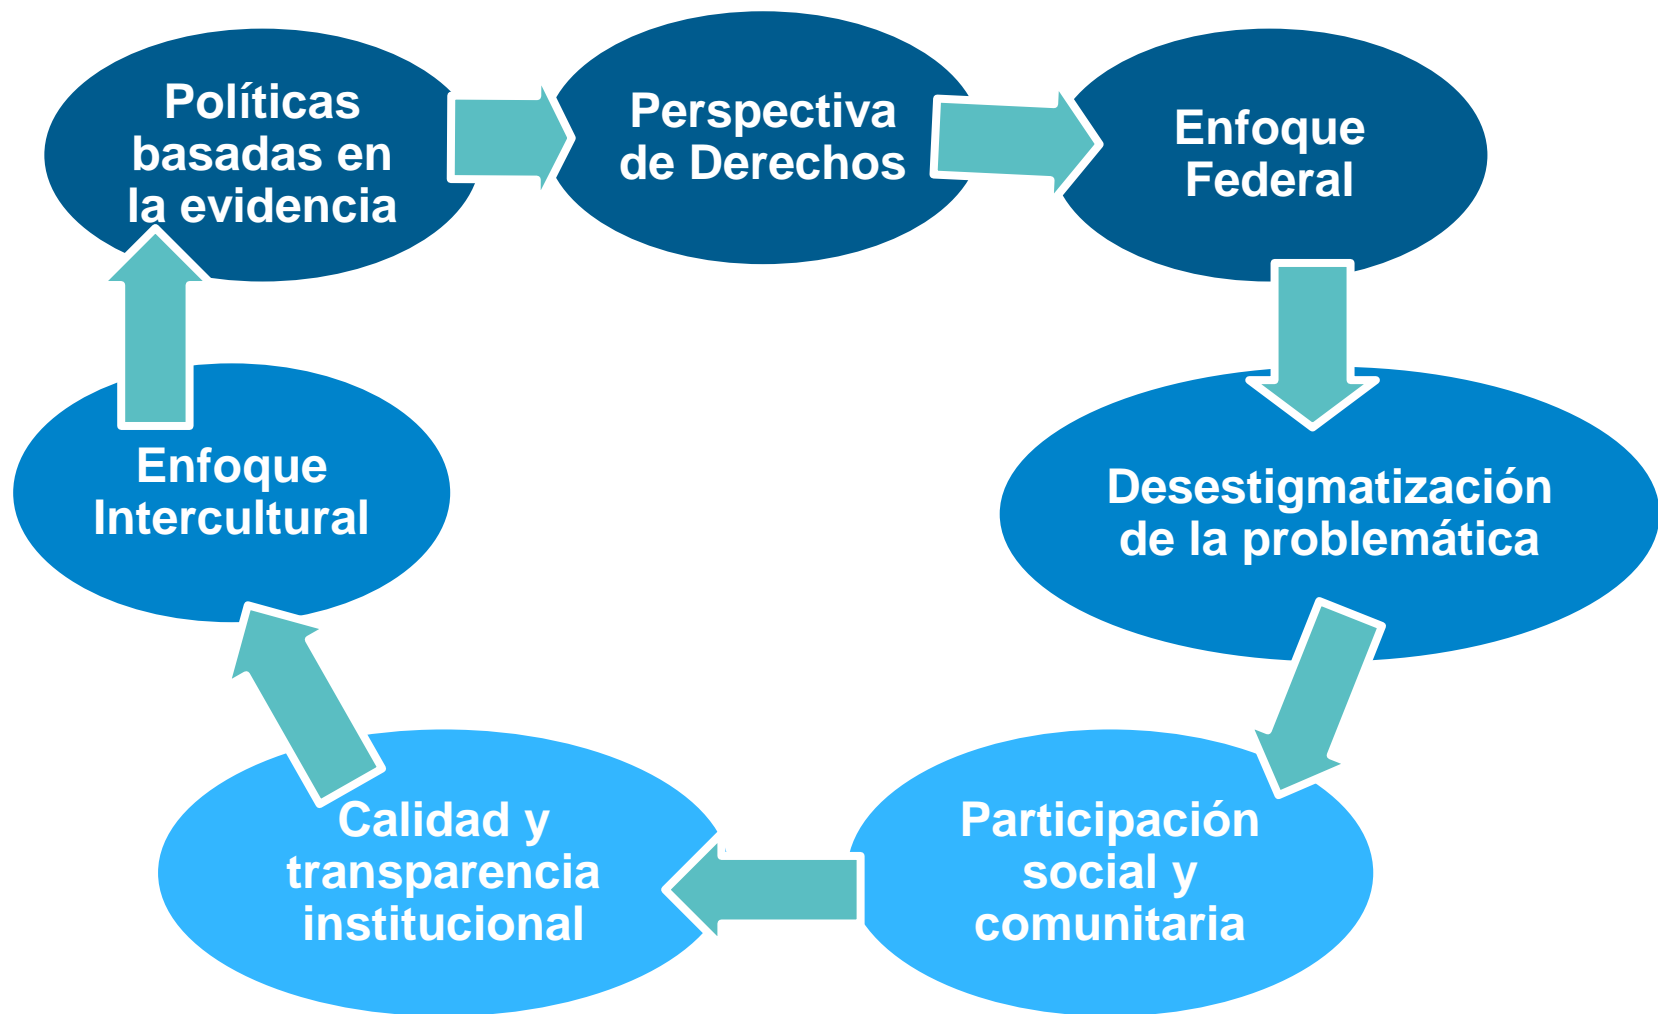 Políticas
basadas en
la evidencia
Perspectiva
de Derechos
Enfoque
Federal
Desestigmatización
de la problemática
Participación
social y
comunitaria
Calidad y
transparencia
institucional
Enfoque
Intercultural